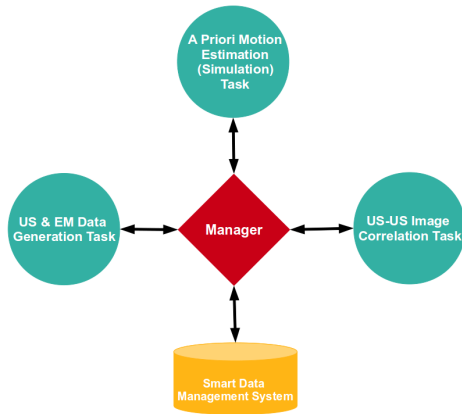 A Priori Motion
Estimation
(Simulation)
Task
US & EM Data
Generation Task
Manager
US-US Image
Correlation Task
Smart Data
Management System